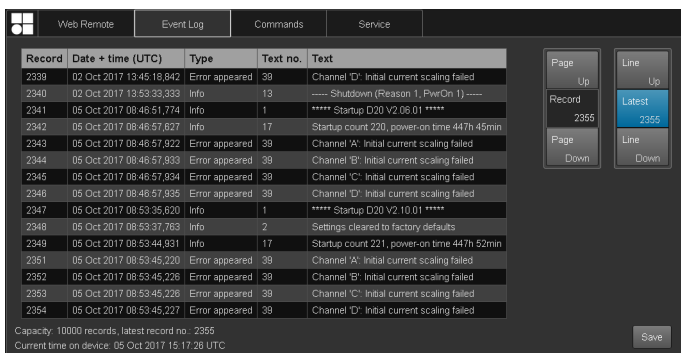 Web Remote Event Log Commands Service
Record Date + time (UTC) Type Text no. Text
2339 02 Oct 2017 13:45:18,842 Error appeared 39 Channel 'D': Initial current scaling failed
2340 02 Oct 2017 13:53:33,333 Info 13 ----- Shutdown (Reason 1, PwrOn 1) -----
2341 05 Oct 2017 08:46:51,774 Info 1 ***** Startup D20 V2.06.01 *****
2342 05 Oct 2017 08:46:57,627 Info 17 Startup count 220, power-on time 447h 45min
2343 05 Oct 2017 08:46:57,922 Error appeared 39 Channel 'A': Initial current scaling failed
2344 05 Oct 2017 08:46:57,933 Error appeared 39 Channel 'B': Initial current scaling failed
2345 05 Oct 2017 08:46:57,934 Error appeared 39 Channel 'C': Initial current scaling failed
2346 05 Oct 2017 08:46:57,935 Error appeared 39 Channel 'D': Initial current scaling failed
2347 05 Oct 2017 08:53:35,620 Info 1 ***** Startup D20 V2.10.01 *****
2348 05 Oct 2017 08:53:37,763 Info 2 Settings cleared to factory defaults
2349 05 Oct 2017 08:53:44,931 Info 17 Startup count 221, power-on time 447h 52min
2351 05 Oct 2017 08:53:45,220 Error appeared 39 Channel 'A': Initial current scaling failed
2352 05 Oct 2017 08:53:45,226 Error appeared 39 Channel 'B': Initial current scaling failed
2353 05 Oct 2017 08:53:45,226 Error appeared 39 Channel 'C': Initial current scaling failed
2354 05 Oct 2017 08:53:45,227 Error appeared 39 Channel 'D': Initial current scaling failed
Page Line
Up Up
Record Latest
2355 2355
Page Line
Down Down
Capacity: 10000 records, latest record no.: 2355
Current time on device: 05 Oct 2017 15:17:26 UTC
Save